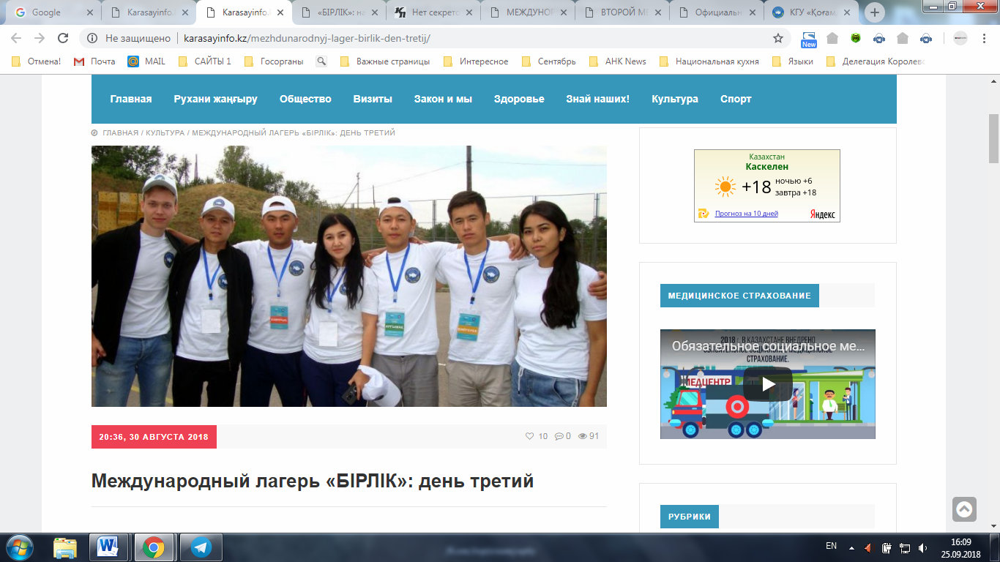 Google
Karasayinfo.
Karasayinfo.
«БІРЛІК»: на
Нет секрето
МЕЖДУНОР
ВТОРОЙ МЕ
Официальн
КГУ «Қоғам
Не защищено
karasayinfo.kz/mezhdunarodnyj-lager-birlik-den-tretij/
New
Отмена!
Почта
MAIL
САЙТЫ 1
Госорганы
Важные страницы
Интересное
Сентябрь
АНК News
Национальная кухня
Языки
Делегация Королевс
Главная
Рухани жаңғыру
Общество
Визиты
Закон и мы
Здоровье
Знай наших!
Культура
Спорт
ГЛАВНАЯ / КУЛЬТУРА / МЕЖДУНАРОДНЫЙ ЛАГЕРЬ «БІРЛІК»: ДЕНЬ ТРЕТИЙ
Казахстан
Каскелен
+18
ночью +6
завтра +18
Прогноз на 10 дней
Яндекс
МЕДИЦИНСКОЕ СТРАХОВАНИЕ
2018 г. В КАЗАХСТАНЕ ВНЕДРЕНО
Обязательное социальное ме...
СТРАХОВАНИЕ.
МЕДЦЕНТР
20:36, 30 АВГУСТА 2018
10
0
91
Международный лагерь «БІРЛІК»: день третий
РУБРИКИ
EN
16:09
25.09.2018